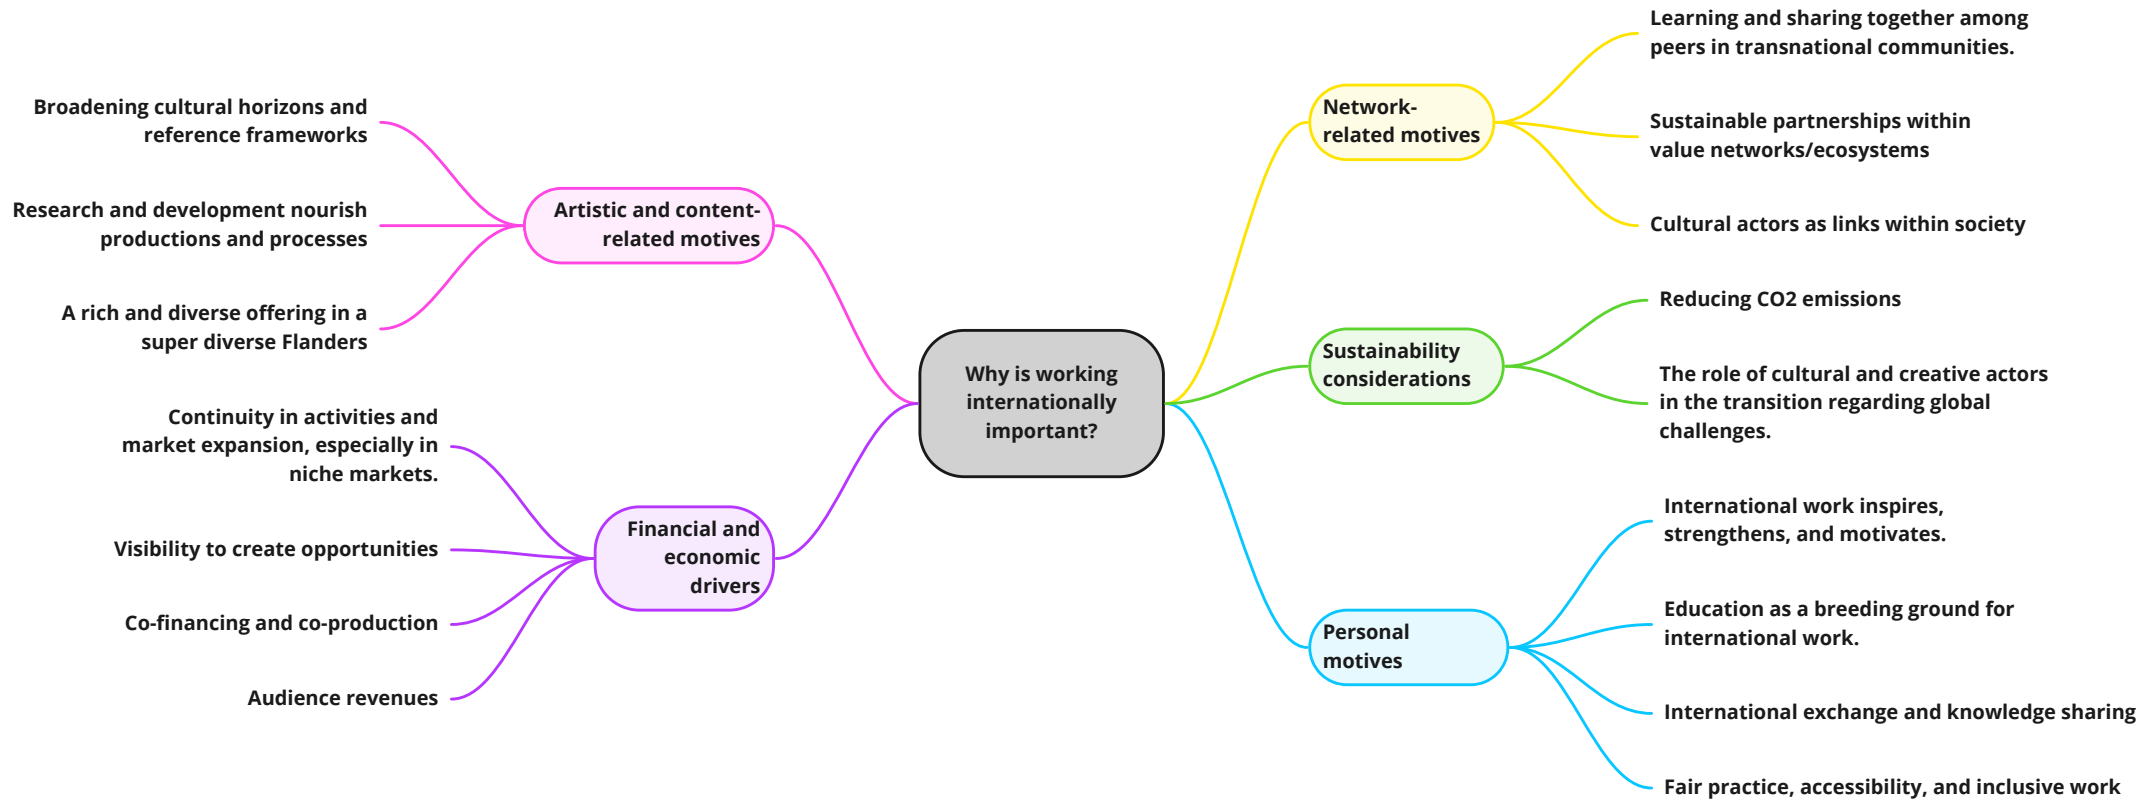 Why is working
internationally
important?
Artistic and content-
related motives
Broadening cultural horizons and
reference frameworks
Research and development nourish
productions and processes
A rich and diverse offering in a
super diverse Flanders
Financial and
economic
drivers
Continuity in activities and
market expansion, especially in
niche markets.
Visibility to create opportunities
Co-financing and co-production
Audience revenues
Network-
related motives
Learning and sharing together among
peers in transnational communities.
Sustainable partnerships within
value networks/ecosystems
Cultural actors as links within society
Sustainability
considerations
Reducing CO2 emissions
The role of cultural and creative actors
in the transition regarding global
challenges.
Personal
motives
International work inspires,
strengthens, and motivates.
Education as a breeding ground for
international work.
International exchange and knowledge sharing
Fair practice, accessibility, and inclusive work